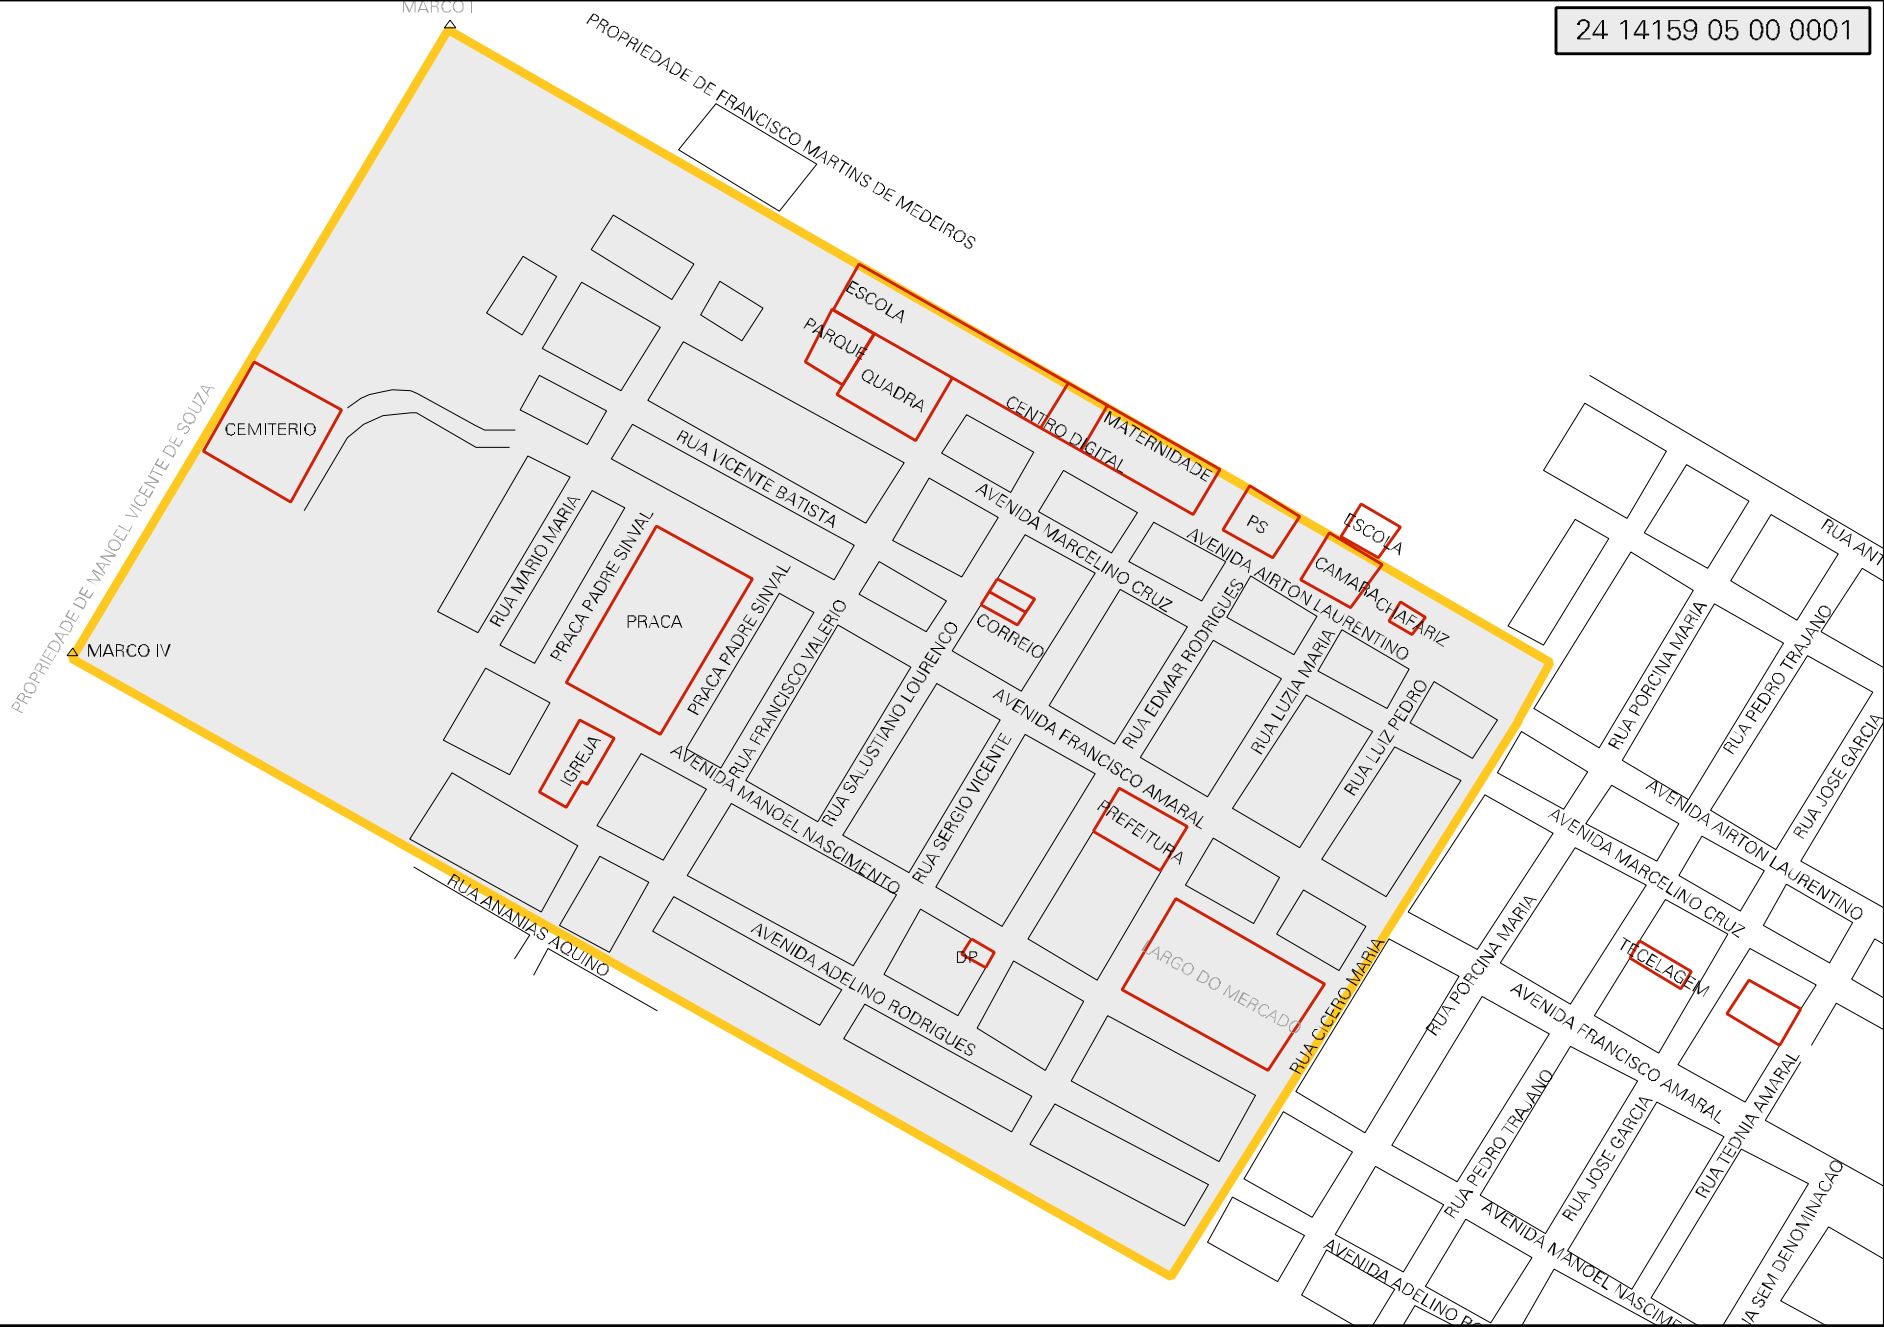 MARCO I
24 14159 05 00 0001
PROPRIEDADE DE FRANCISCO MARTINS DE MEDEIROS
ESCOLA
PARQUE
QUADRA
CENTRO DIGITAL
MATERNIDADE
PS
ESCOLA
CAMARA
CHAFARIZ
CEMITERIO
PROPRIEDADE DE MANOEL VICENTE DE SOUZA
MARCO IV
RUA VICENTE BATISTA
RUA MARIO MARIA
PRACA PADRE SINVAL
PRACA
PRACA PADRE SINVAL
RUA FRANCISCO VALERIO
RUA SALUSTIANO LOURENCO
CORREIO
AVENIDA MARCELINO CRUZ
AVENIDA AIRTON LAURENTINO
RUA EDMAR RODRIGUES
RUA LUZIA MARIA
RUA LUIZ PEDRO
IGREJA
AVENIDA MANOEL NASCIMENTO
RUA SERGIO VICENTE
AVENIDA FRANCISCO AMARAL
PREFEITURA
RUA ANANIAS AQUINO
AVENIDA ADELINO RODRIGUES
DP
LARGO DO MERCADO
RUA CICERO MARIA
RUA ANT
RUA PORCINA MARIA
RUA PEDRO TRAJANO
RUA JOSE GARCIA
AVENIDA AIRTON LAURENTINO
AVENIDA MARCELINO CRUZ
RUA PORCINA MARIA
TECELAGEM
AVENIDA FRANCISCO AMARAL
RUA PEDRO TRAJANO
RUA JOSE GARCIA
RUA TEDNIA AMARAL
AVENIDA MANOEL NASCIME
AVENIDA ADELINO RO
UA SEM DENOMINACAO